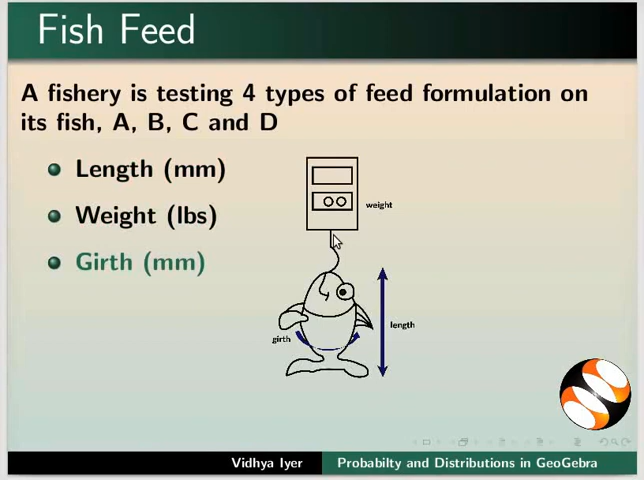 Fish Feed
A fishery is testing 4 types of feed formulation on
its fish, A, B, C and D
Length (mm)
Weight (lbs)
Girth (mm)
weight
length
girth
Vidhya Iyer
Probabilty and Distributions in GeoGebra